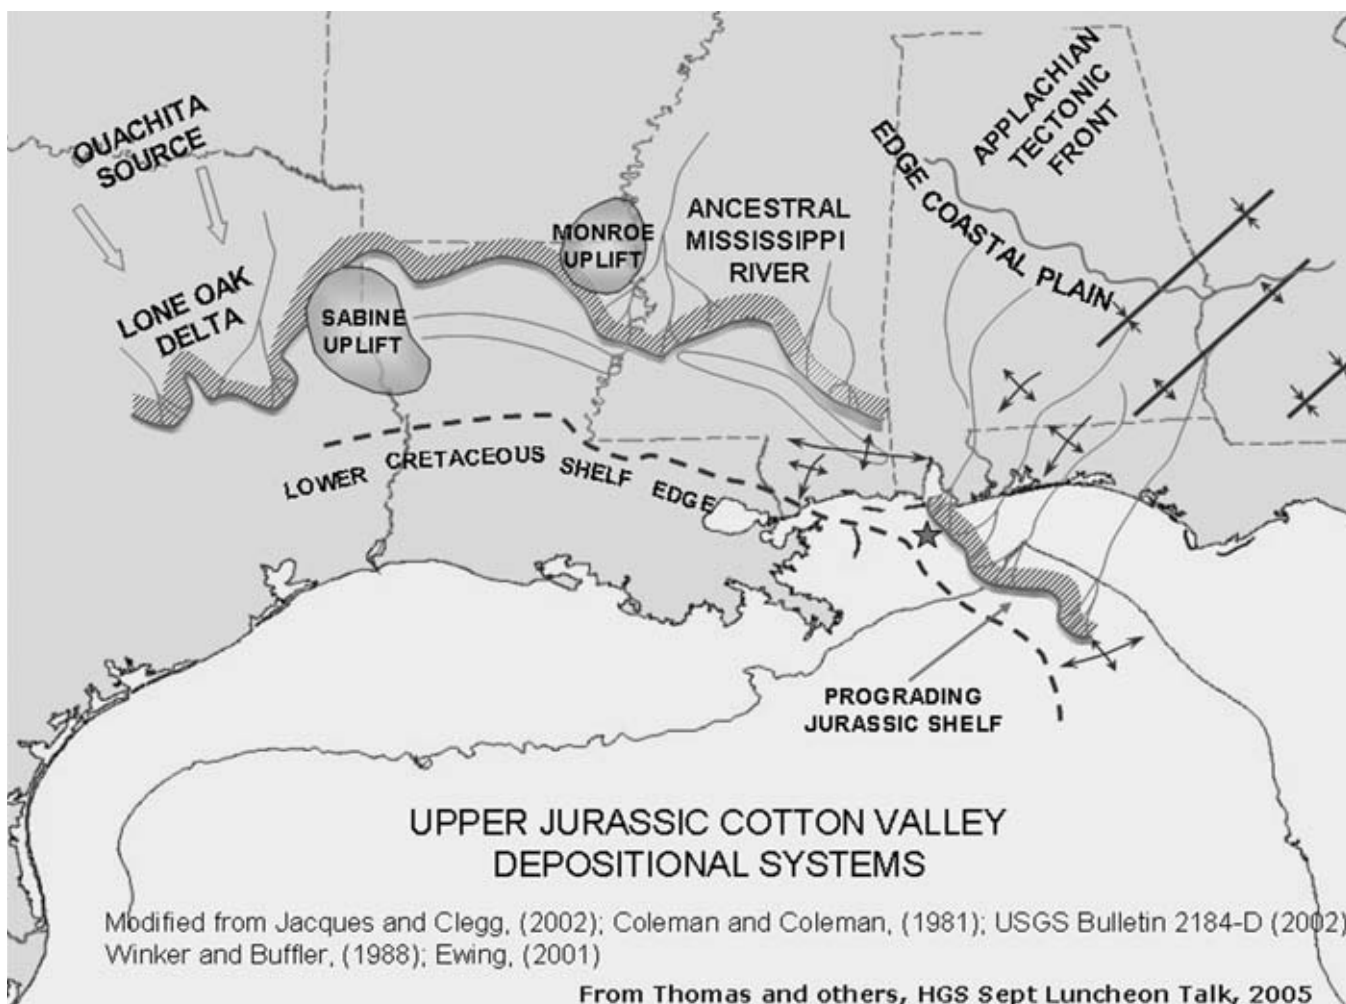 OUACHITA
SOURCE
APPLACHIAN
TECTONIC
FRONT
EDGE COASTAL PLAIN
MONROE
UPLIFT
ANCESTRAL
MISSISSIPPI
RIVER
LONE OAK
DELTA
SABINE
UPLIFT
LOWER CRETACEOUS SHELF EDGE
PROGRADING
JURASSIC SHELF
UPPER JURASSIC COTTON VALLEY
DEPOSITIONAL SYSTEMS
Modified from Jacques and Clegg, (2002); Coleman and Coleman, (1981); USGS Bulletin 2184-D (2002)
Winker and Buffler, (1988); Ewing, (2001)
From Thomas and others, HGS Sept Luncheon Talk, 2005